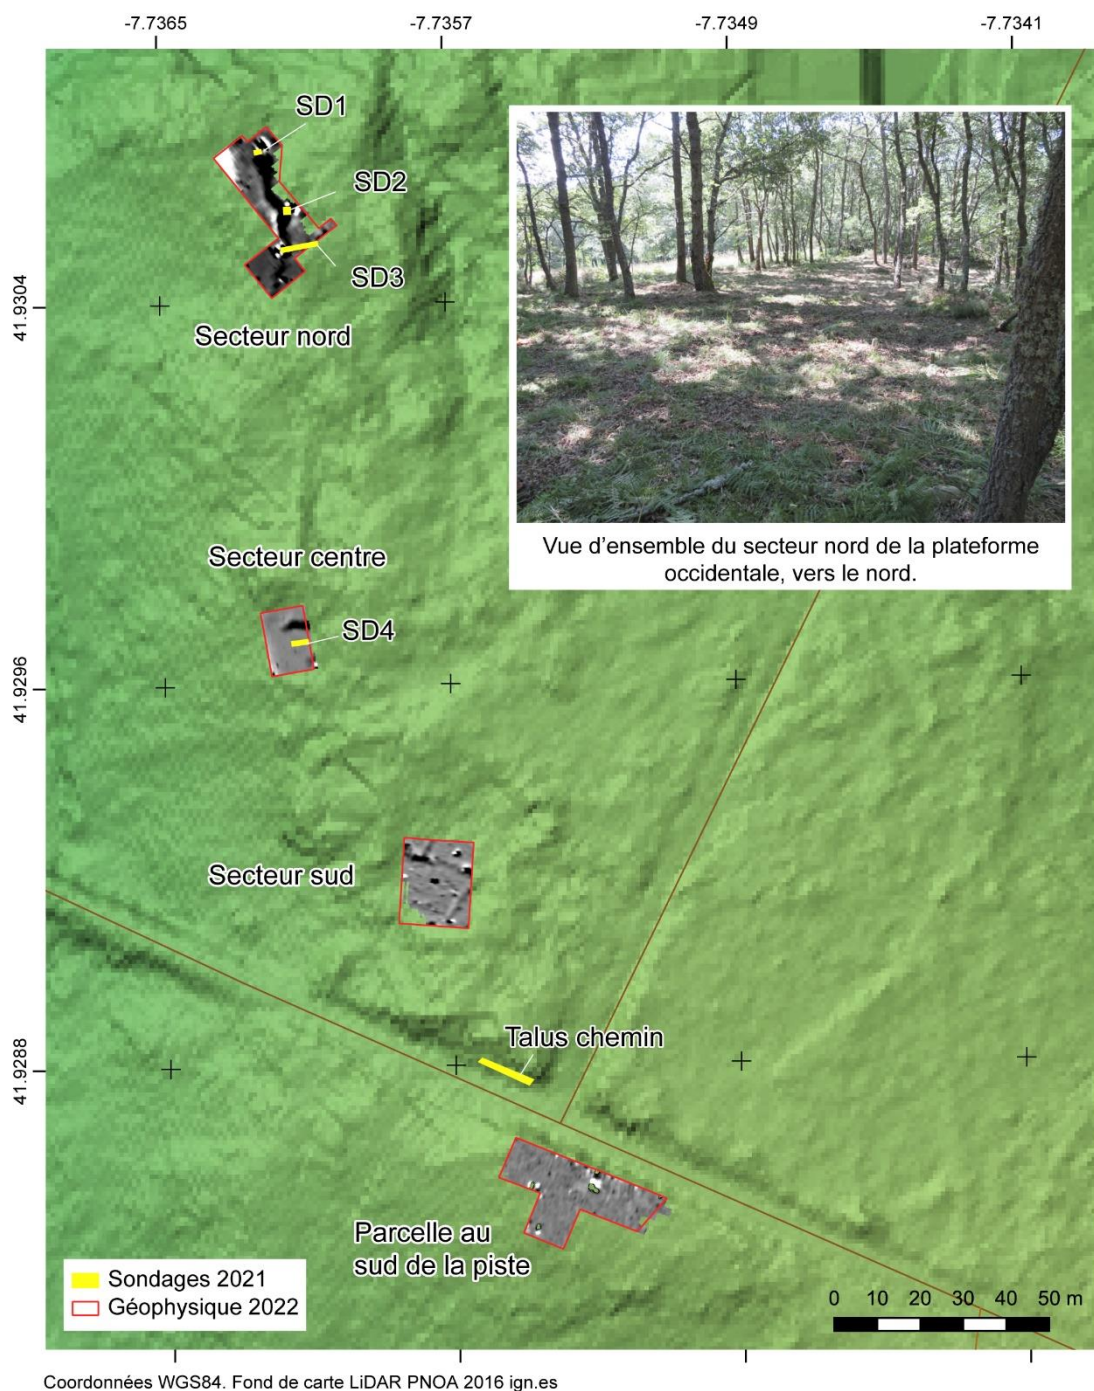 -7.7365
-7.7357
-7.7349
-7.7341
SD1
SD2
SD3
41.9304
Secteur nord
Vue d'ensemble du secteur nord de la plateforme
occidentale, vers le nord.
Secteur centre
SD4
41.9296
Secteur sud
Talus chemin
41.9288
Parcelle au
sud de la piste
Sondages 2021
Géophysique 2022
0 10 20 30 40 50 m
Coordonnées WGS84. Fond de carte LiDAR PNOA 2016 ign.es